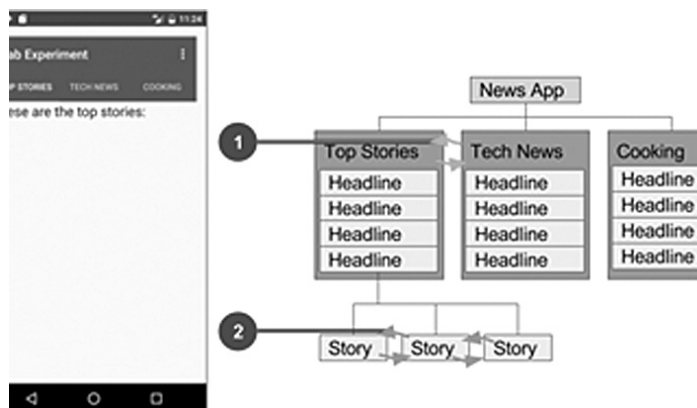 11:24
ab Experiment
P STORIES TECH NEWS COOKING
ese are the top stories:
News App
1
Top Stories
Headline
Headline
Headline
Headline
Tech News
Headline
Headline
Headline
Headline
Cooking
Headline
Headline
Headline
Headline
2
Story Story Story